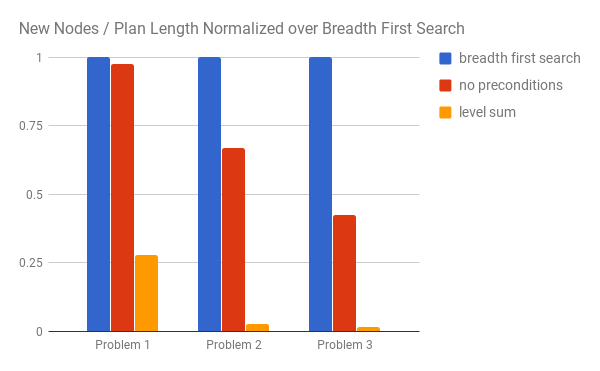 New Nodes / Plan Length Normalized over Breadth First Search
breadth first search
no preconditions
level sum
1
0.75
0.5
0.25
0
Problem 1
Problem 2
Problem 3